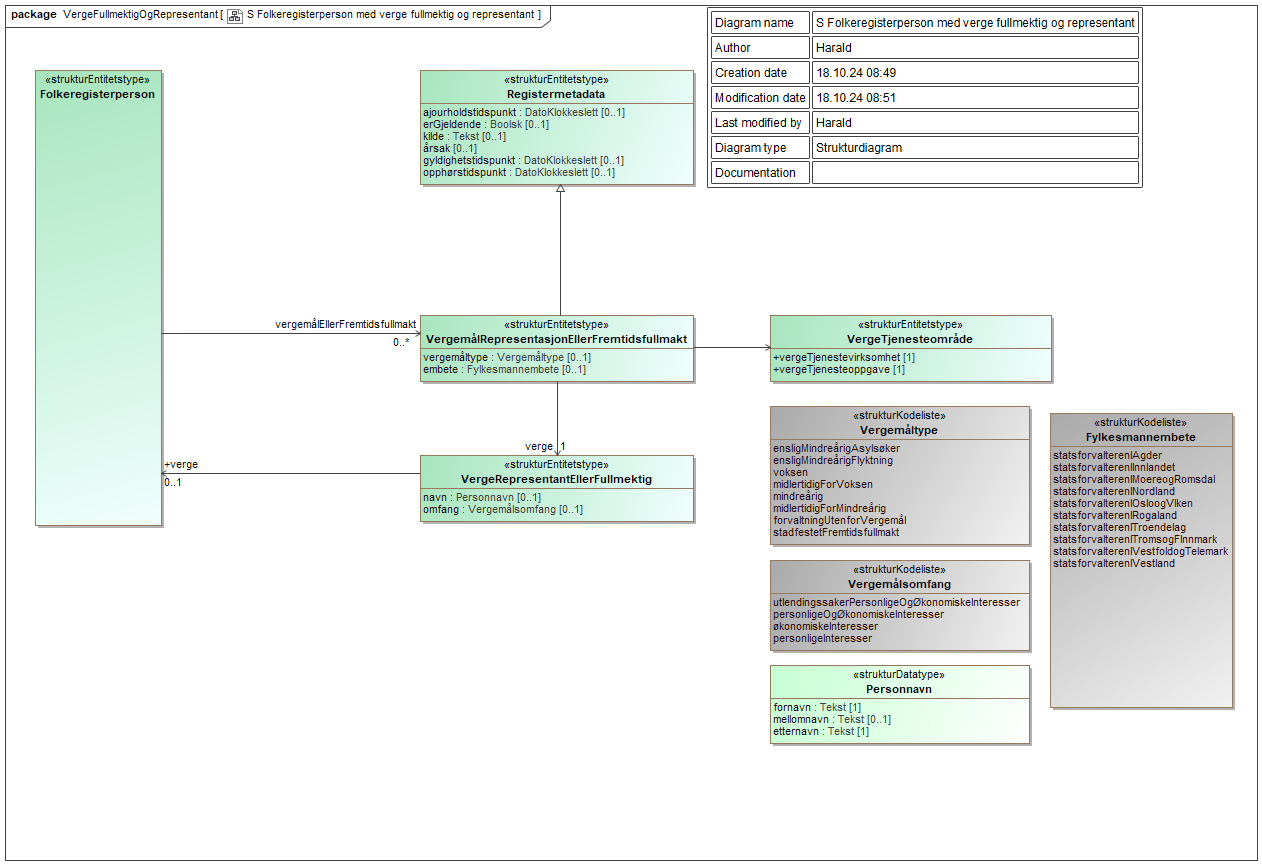 package VergeFullmektigOgRepresentant [ S Folkeregisterperson med verge fullmektig og representant ]
Diagram name S Folkeregisterperson med verge fullmektig og representant
Author Harald
Creation date 18.10.24 08:49
Modification date 18.10.24 08:51
Last modified by Harald
Diagram type Strukturdiagram
Documentation
«strukturEntitetstype»
Folkeregisterperson
«strukturEntitetstype»
Registermetadata
ajourholdstidspunkt : DatoKlokkeslett [0..1]
erGjeldende : Boolsk [0..1]
kilde : Tekst [0..1]
årsak [0..1]
gyldighetstidspunkt : DatoKlokkeslett [0..1]
opphørstidspunkt : DatoKlokkeslett [0..1]
vergemålEllerFremtidsfullmakt
0..*
«strukturEntitetstype»
VergemålRepresentasjonEllerFremtidsfullmakt
vergemåltype : Vergemåltype [0..1]
embete : Fylkesmannembete [0..1]
«strukturEntitetstype»
VergeTjenesteområde
+vergeTjenestevirksomhet [1]
+vergeTjenesteoppgave [1]
verge 1
+verge
0..1
«strukturEntitetstype»
VergeRepresentantEllerFullmektig
navn : Personnavn [0..1]
omfang : Vergemålsomfang [0..1]
«strukturKodeliste»
Vergemåltype
ensligMindreårigAsylsøker
ensligMindreårigFlyktning
voksen
midlertidigForVoksen
mindreårig
midlertidigForMindreårig
forvaltningUtenforVergemål
stadfestetFremtidsfullmakt
«strukturKodeliste»
Fylkesmannembete
statsforvalterenIAgder
statsforvalterenIInnlandet
statsforvalterenIMoereogRomsdal
statsforvalterenINordland
statsforvalterenIOsloogVIken
statsforvalterenIRogaland
statsforvalterenITroendelag
statsforvalterenITromsogFInnmark
statsforvalterenIVestfoldogTelemark
statsforvalterenIVestland
«strukturKodeliste»
Vergemålsomfang
utlendingssakerPersonligeOgØkonomiskeInteresser
personligeOgØkonomiskeInteresser
økonomiskeInteresser
personligeInteresser
«strukturDatatype»
Personnavn
fornavn : Tekst [1]
mellomnavn : Tekst [0..1]
etternavn : Tekst [1]